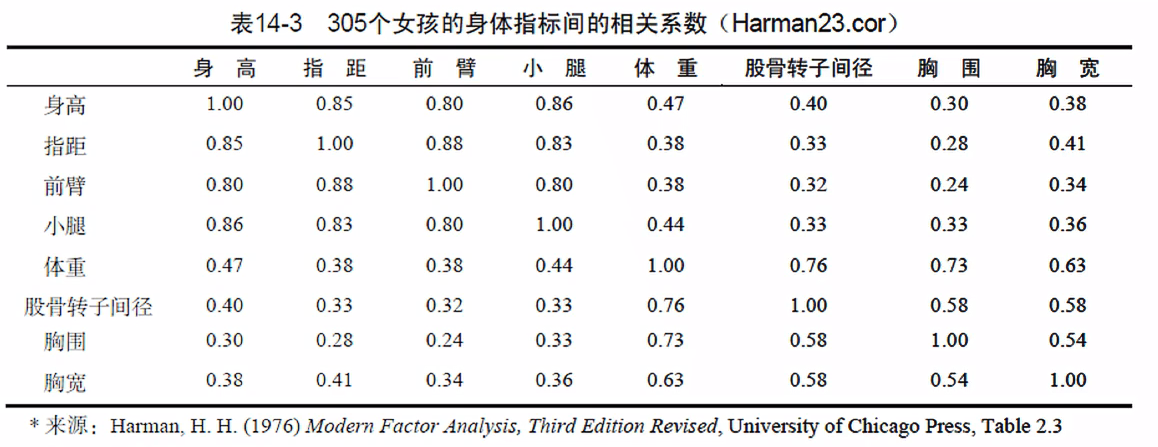 表14-3 305个女孩的身体指标间的相关系数（Harman23.cor）
身 高 指 距 前 臂 小 腿 体 重 股骨转子间径 胸 围 胸 宽
身高 1.00 0.85 0.80 0.86 0.47 0.40 0.30 0.38
指距 0.85 1.00 0.88 0.83 0.38 0.33 0.28 0.41
前臂 0.80 0.88 1.00 0.80 0.38 0.32 0.24 0.34
小腿 0.86 0.83 0.80 1.00 0.44 0.33 0.33 0.36
体重 0.47 0.38 0.38 0.44 1.00 0.76 0.73 0.63
股骨转子间径 0.40 0.33 0.32 0.33 0.76 1.00 0.58 0.58
胸围 0.30 0.28 0.24 0.33 0.73 0.58 1.00 0.54
胸宽 0.38 0.41 0.34 0.36 0.63 0.58 0.54 1.00
* 来源：Harman, H. H. (1976) Modern Factor Analysis, Third Edition Revised, University of Chicago Press, Table 2.3